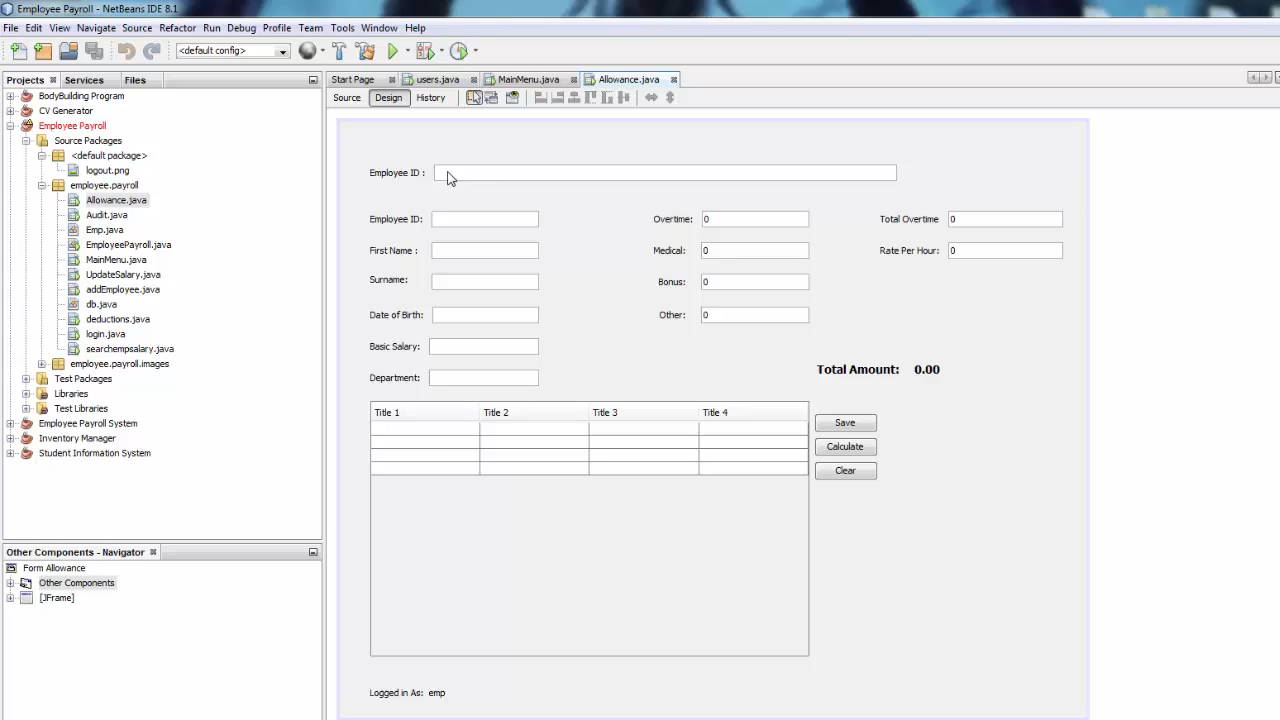 Employee Payroll - NetBeans IDE 8.1
File Edit View Navigate Source Refactor Run Debug Profile Team Tools Window Help
<default config>
Projects Services Files
BodyBuilding Program
CV Generator
Employee Payroll
Source Packages
<default package>
logout.png
employee.payroll
Allowance.java
Audit.java
Emp.java
EmployeePayroll.java
MainMenu.java
UpdateSalary.java
addEmployee.java
db.java
deductions.java
login.java
searchempsalary.java
employee.payroll.images
Test Packages
Libraries
Test Libraries
Employee Payroll System
Inventory Manager
Student Information System
Other Components - Navigator
Form Allowance
Other Components
[JFrame]
Start Page users.java MainMenu.java Allowance.java
Source Design History
Employee ID :
Employee ID: Overtime: 0 Total Overtime 0
First Name : Medical: 0 Rate Per Hour: 0
Surname: Bonus: 0
Date of Birth: Other: 0
Basic Salary:
Total Amount: 0.00
Department:
Title 1 Title 2 Title 3 Title 4
Save
Calculate
Clear
Logged in As: emp